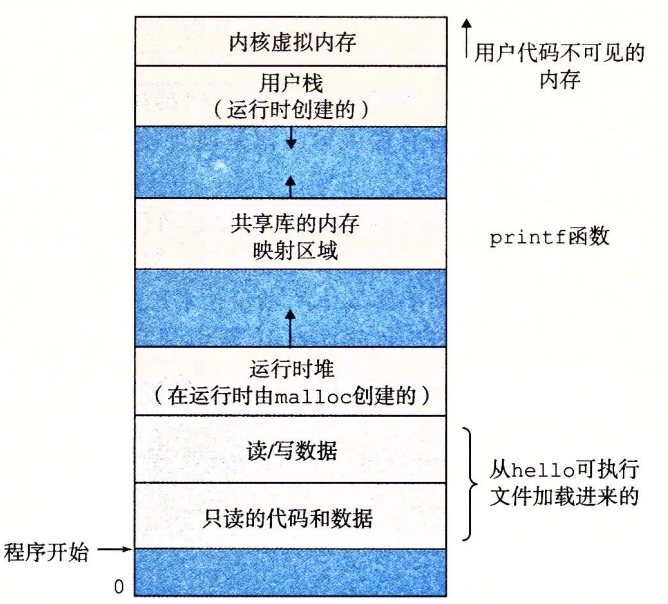 内核虚拟内存
用户代码不可见的
内存
用户栈
(运行时创建的)
共享库的内存
映射区域
printf函数
运行时堆
(在运行时由malloc创建的)
读/写数据
从hello可执行
文件加载进来的
只读的代码和数据
程序开始
0